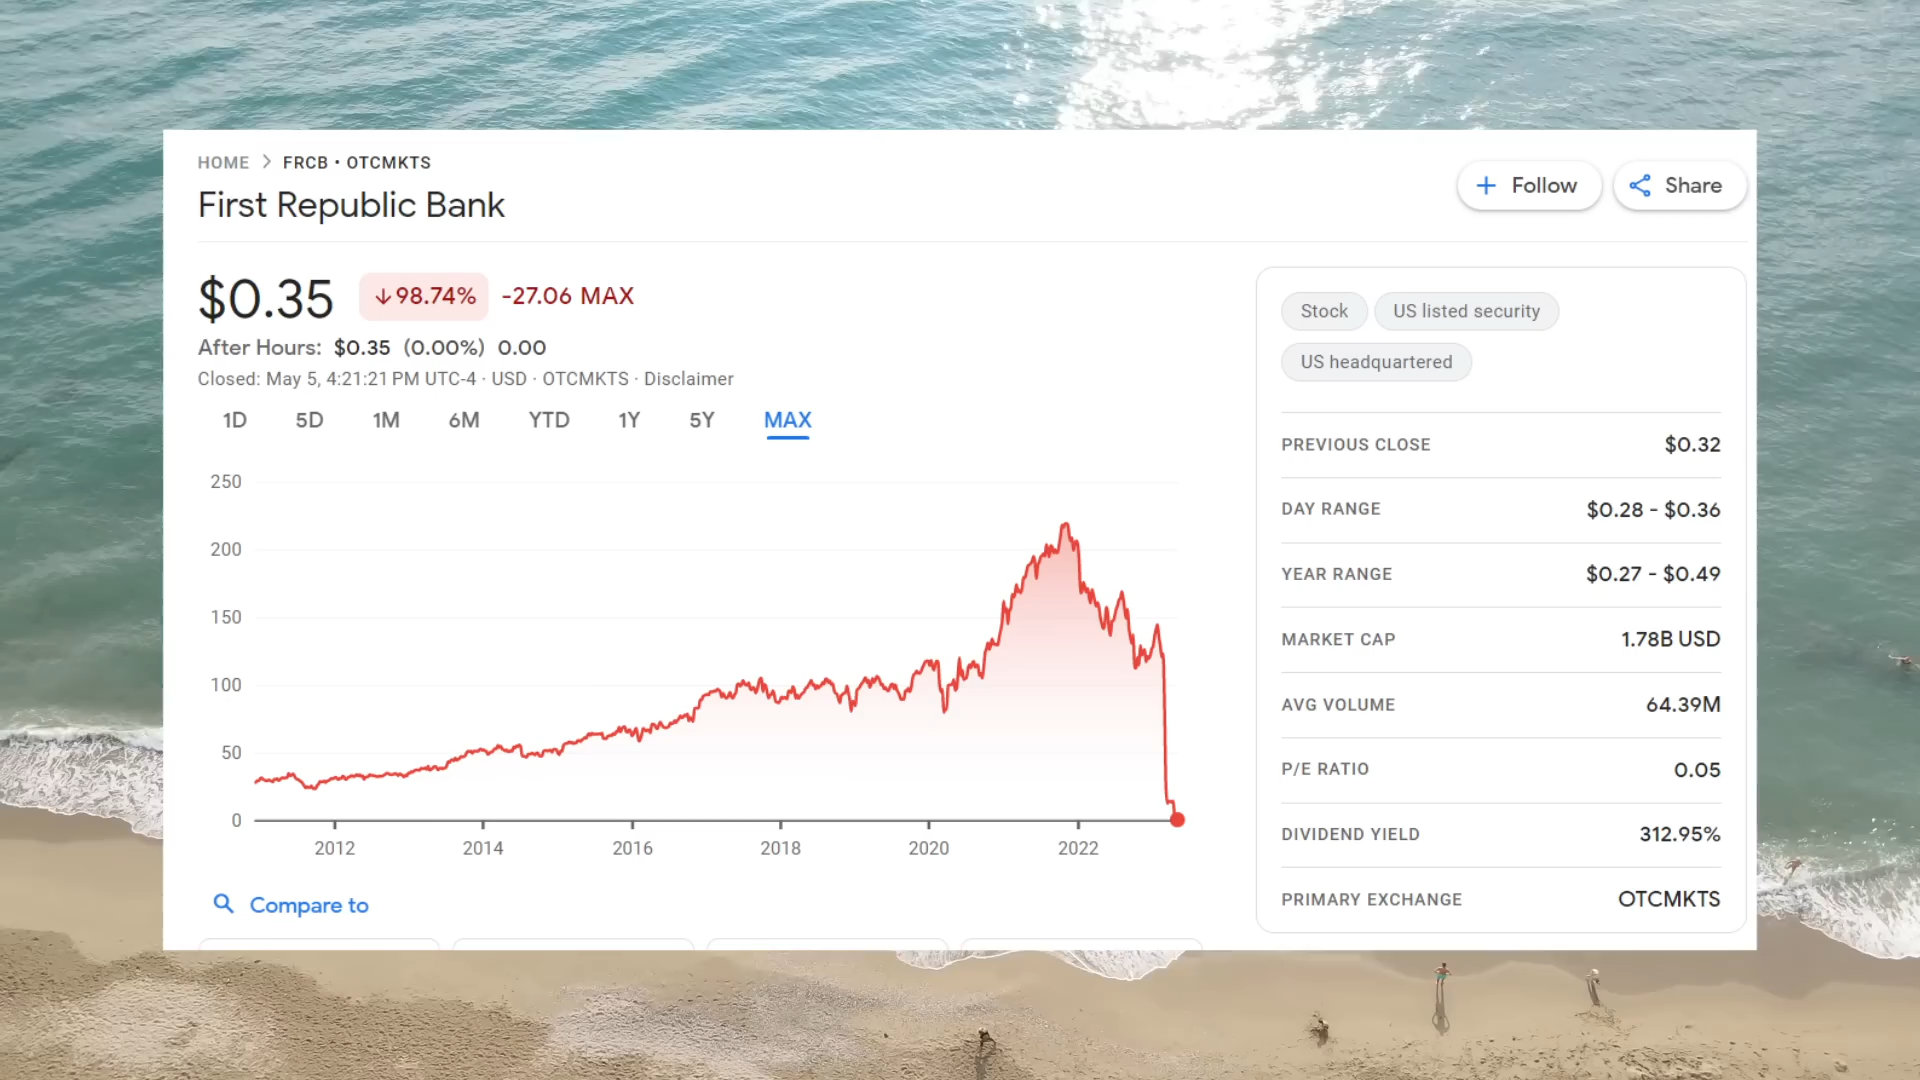 HOME > FRCB • OTCMKTS
First Republic Bank
Follow
Share
$0.35 ↓98.74% -27.06 MAX
After Hours: $0.35 (0.00%) 0.00
Closed: May 5, 4:21:21 PM UTC-4 · USD · OTCMKTS · Disclaimer
1D 5D 1M 6M YTD 1Y 5Y MAX
250
200
150
100
50
0
2012 2014 2016 2018 2020 2022
Compare to
Stock US listed security
US headquartered
PREVIOUS CLOSE $0.32
DAY RANGE $0.28 - $0.36
YEAR RANGE $0.27 - $0.49
MARKET CAP 1.78B USD
AVG VOLUME 64.39M
P/E RATIO 0.05
DIVIDEND YIELD 312.95%
PRIMARY EXCHANGE OTCMKTS